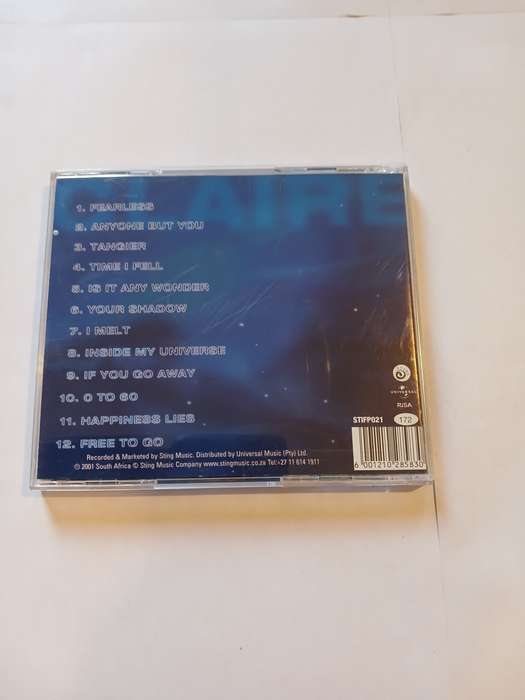 CLAIRE
1. FEARLESS
2. ANYONE BUT YOU
3. TANGIER
4. TIME I FELL
5. IS IT ANY WONDER
6. YOUR SHADOW
7. I MELT
8. INSIDE MY UNIVERSE
9. IF YOU GO AWAY
10. 0 TO 60
11. HAPPINESS LIES
12. FREE TO GO
UNIVERSAL
RiSA
STIFP021 172
6 001210 285830
Recorded & Marketed by Sting Music. Distributed by Universal Music (Pty) Ltd.
℗ 2001 South Africa © Sting Music Company www.stingmusic.co.za Tel:+27 11 614 1911